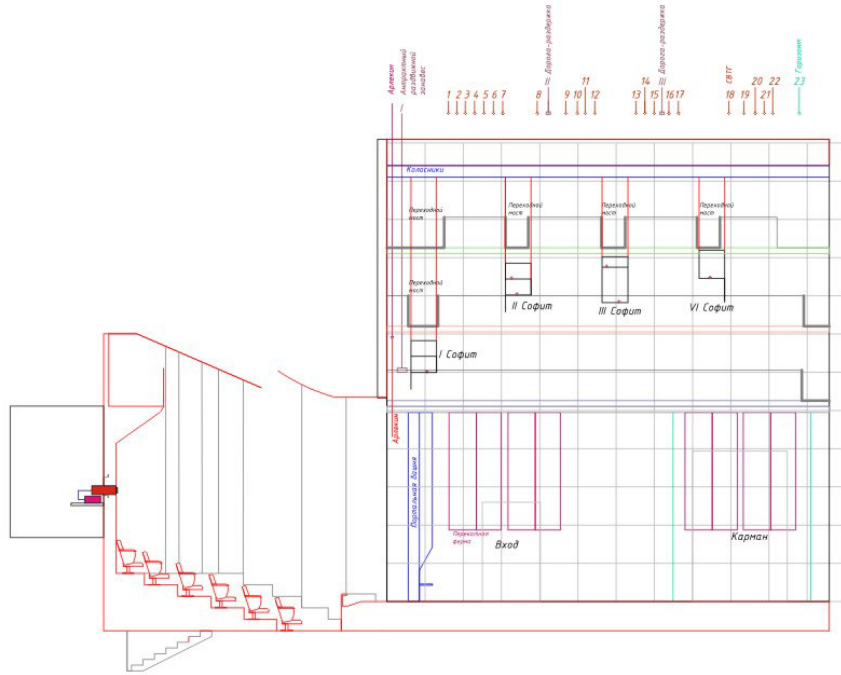 Арлекин
I Антрактный
раздвижной
занавес
II Дорога-раздержка
III Дорога-раздержка
СВТГ
Горизонт
1 2 3 4 5 6 7 8 9 10 11 12 13 14 15 16 17 18 19 20 21 22 23
Колосники
Переходной
мост
Переходной
мост
Переходной
мост
Переходной
мост
Переходной
мост
II Софит
III Софит
VI Софит
I Софит
Арлекин
Портальная башня
Переносная
ферма
Вход
Карман